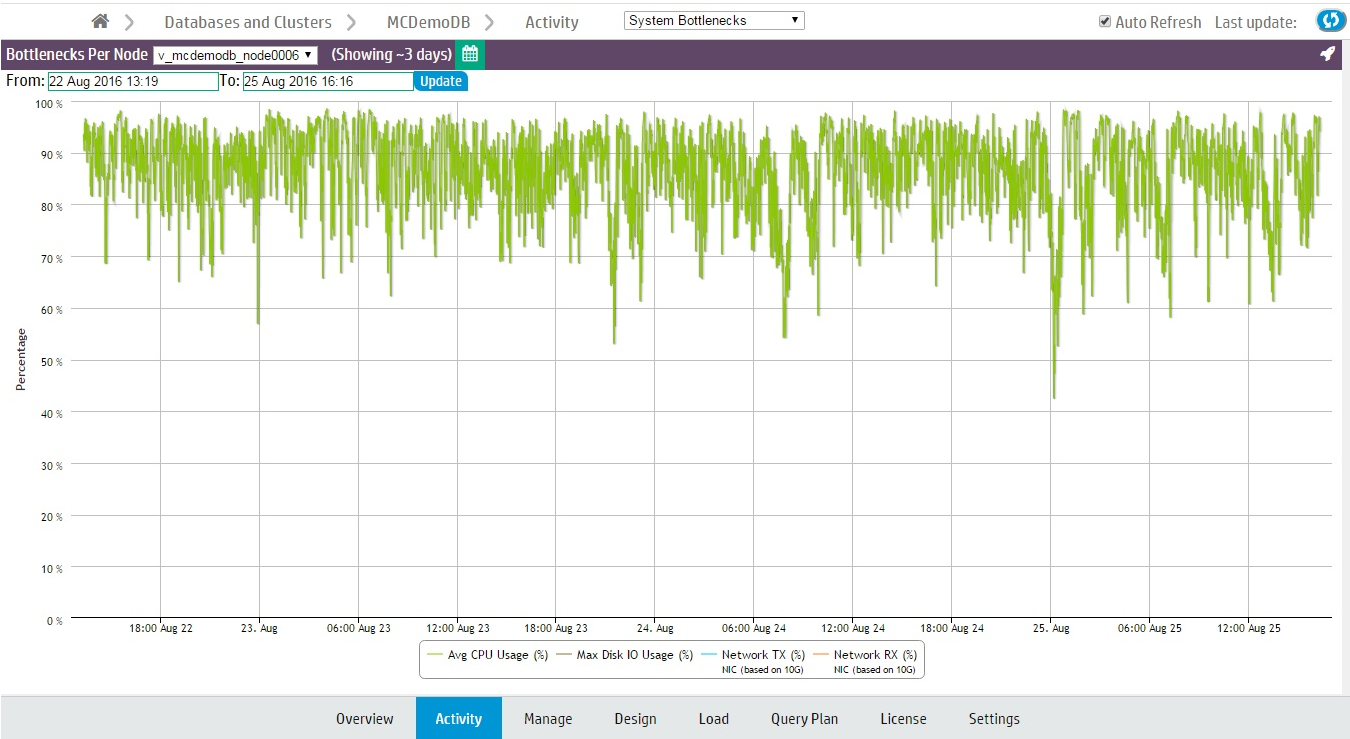 Databases and Clusters MCDemoDB Activity System Bottlenecks Auto Refresh Last update:
Bottlenecks Per Node v_mcdemodb_node0006 (Showing ~3 days)
From: 22 Aug 2016 13:19 To: 25 Aug 2016 16:16 Update
100 %
90 %
80 %
70 %
60 %
50 %
40 %
30 %
20 %
10 %
0 %
Percentage
18:00 Aug 22 23. Aug 06:00 Aug 23 12:00 Aug 23 18:00 Aug 23 24. Aug 06:00 Aug 24 12:00 Aug 24 18:00 Aug 24 25. Aug 06:00 Aug 25 12:00 Aug 25
Avg CPU Usage (%) Max Disk IO Usage (%) Network TX (%) Network RX (%)
NIC (based on 10G) NIC (based on 10G)
Overview Activity Manage Design Load Query Plan License Settings